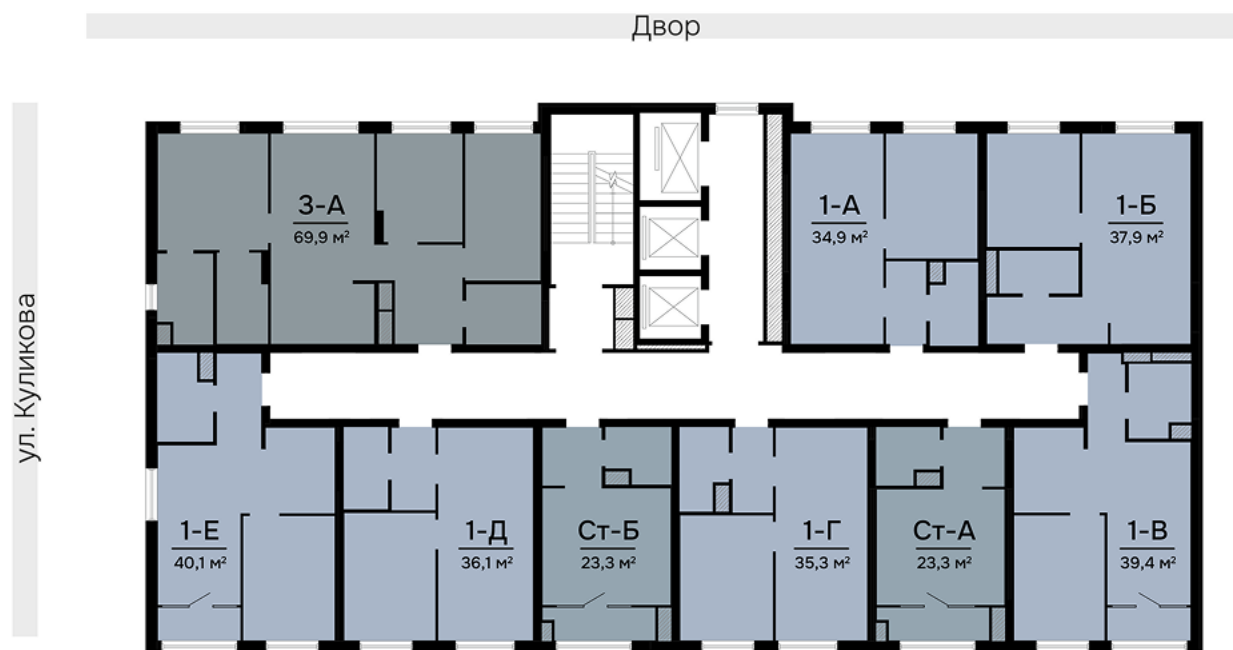 Двор
ул. Куликова
3-А
69,9 м²
1-А
34,9 м²
1-Б
37,9 м²
1-Е
40,1 м²
1-Д
36,1 м²
Ст-Б
23,3 м²
1-Г
35,3 м²
Ст-А
23,3 м²
1-В
39,4 м²